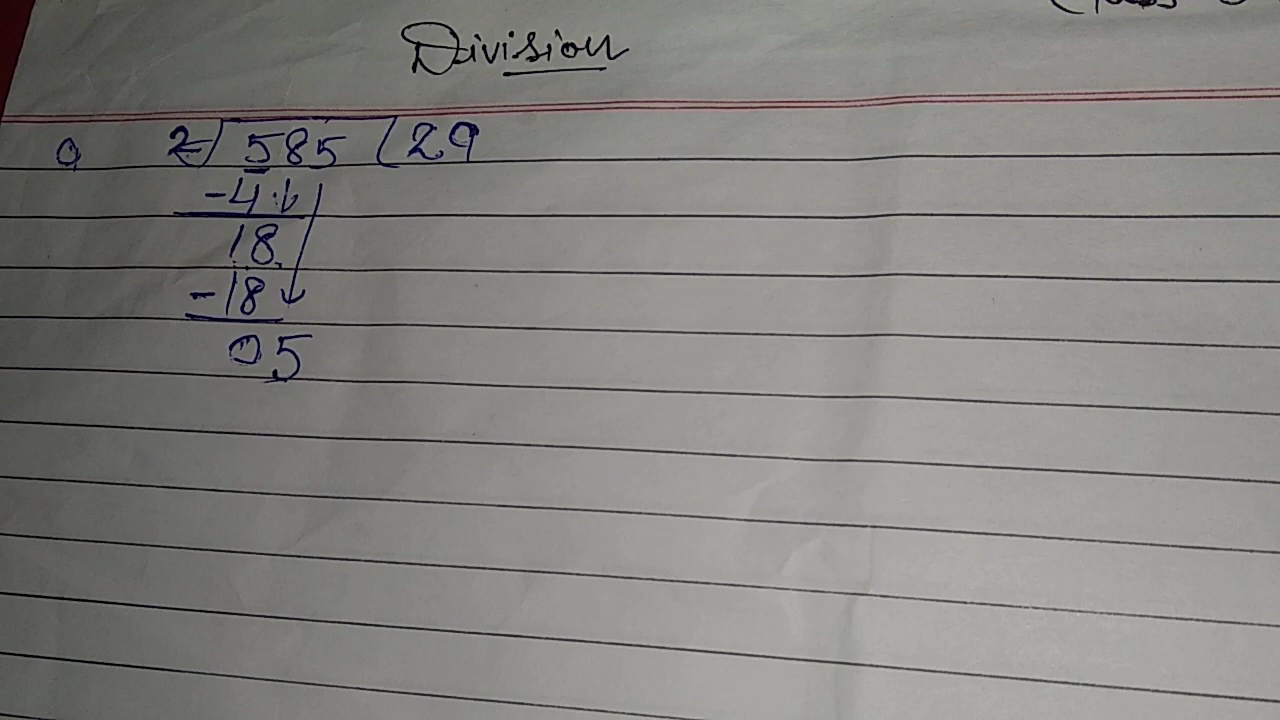 Division
Q 2)585(29
-4↓
18
-18↓
05